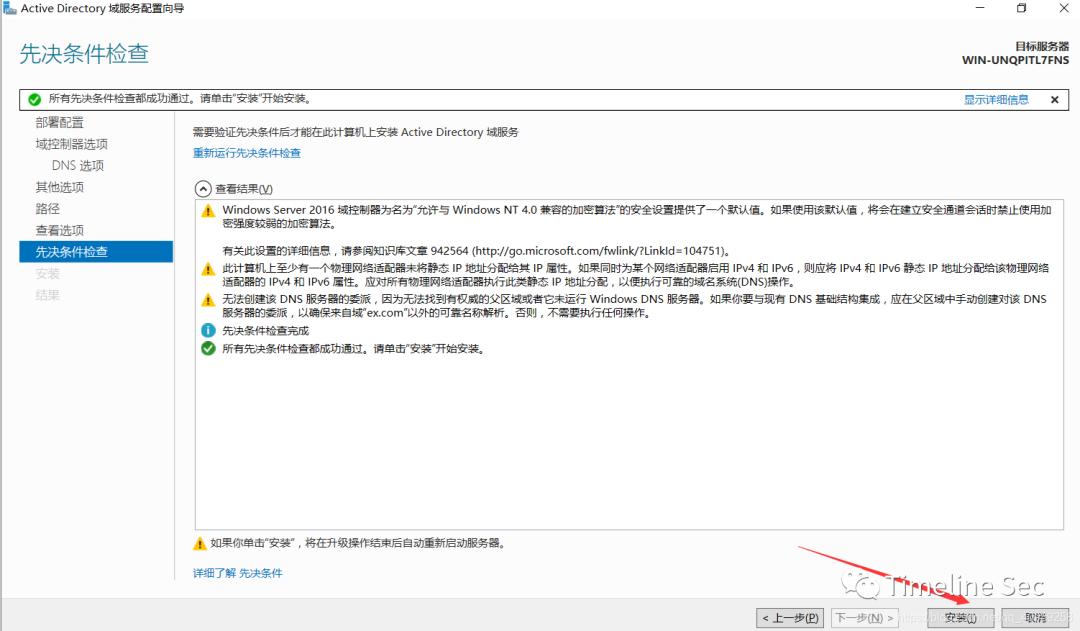 Active Directory 域服务配置向导
先决条件检查
目标服务器
WIN-UNQPITL7FNS
所有先决条件检查都成功通过。请单击"安装"开始安装。
显示详细信息
部署配置
域控制器选项
DNS 选项
其他选项
路径
查看选项
先决条件检查
安装
结果
需要验证先决条件后才能在此计算机上安装 Active Directory 域服务
重新运行先决条件检查
查看结果(V)
Windows Server 2016 域控制器为名为"允许与 Windows NT 4.0 兼容的加密算法"的安全设置提供了一个默认值。如果使用该默认值，将会在建立安全通道会话时禁止使用加
密强度较弱的加密算法。
有关此设置的详细信息，请参阅知识库文章 942564 (http://go.microsoft.com/fwlink/?LinkId=104751)。
此计算机上至少有一个物理网络适配器未将静态 IP 地址分配给其 IP 属性。如果同时为某个网络适配器启用 IPv4 和 IPv6，则应将 IPv4 和 IPv6 静态 IP 地址分配给该物理网络
适配器的 IPv4 和 IPv6 属性。应对所有物理网络适配器执行此类静态 IP 地址分配，以便执行可靠的域名系统(DNS)操作。
无法创建该 DNS 服务器的委派，因为无法找到有权威的父区域或者它未运行 Windows DNS 服务器。如果你要与现有 DNS 基础结构集成，应在父区域中手动创建对该 DNS
服务器的委派，以确保来自域"ex.com"以外的可靠名称解析。否则，不需要执行任何操作。
先决条件检查完成
所有先决条件检查都成功通过。请单击"安装"开始安装。
如果你单击"安装"，将在升级操作结束后自动重新启动服务器。
详细了解 先决条件
Timeline Sec
< 上一步(P)
下一步(N) >
安装(I)
取消